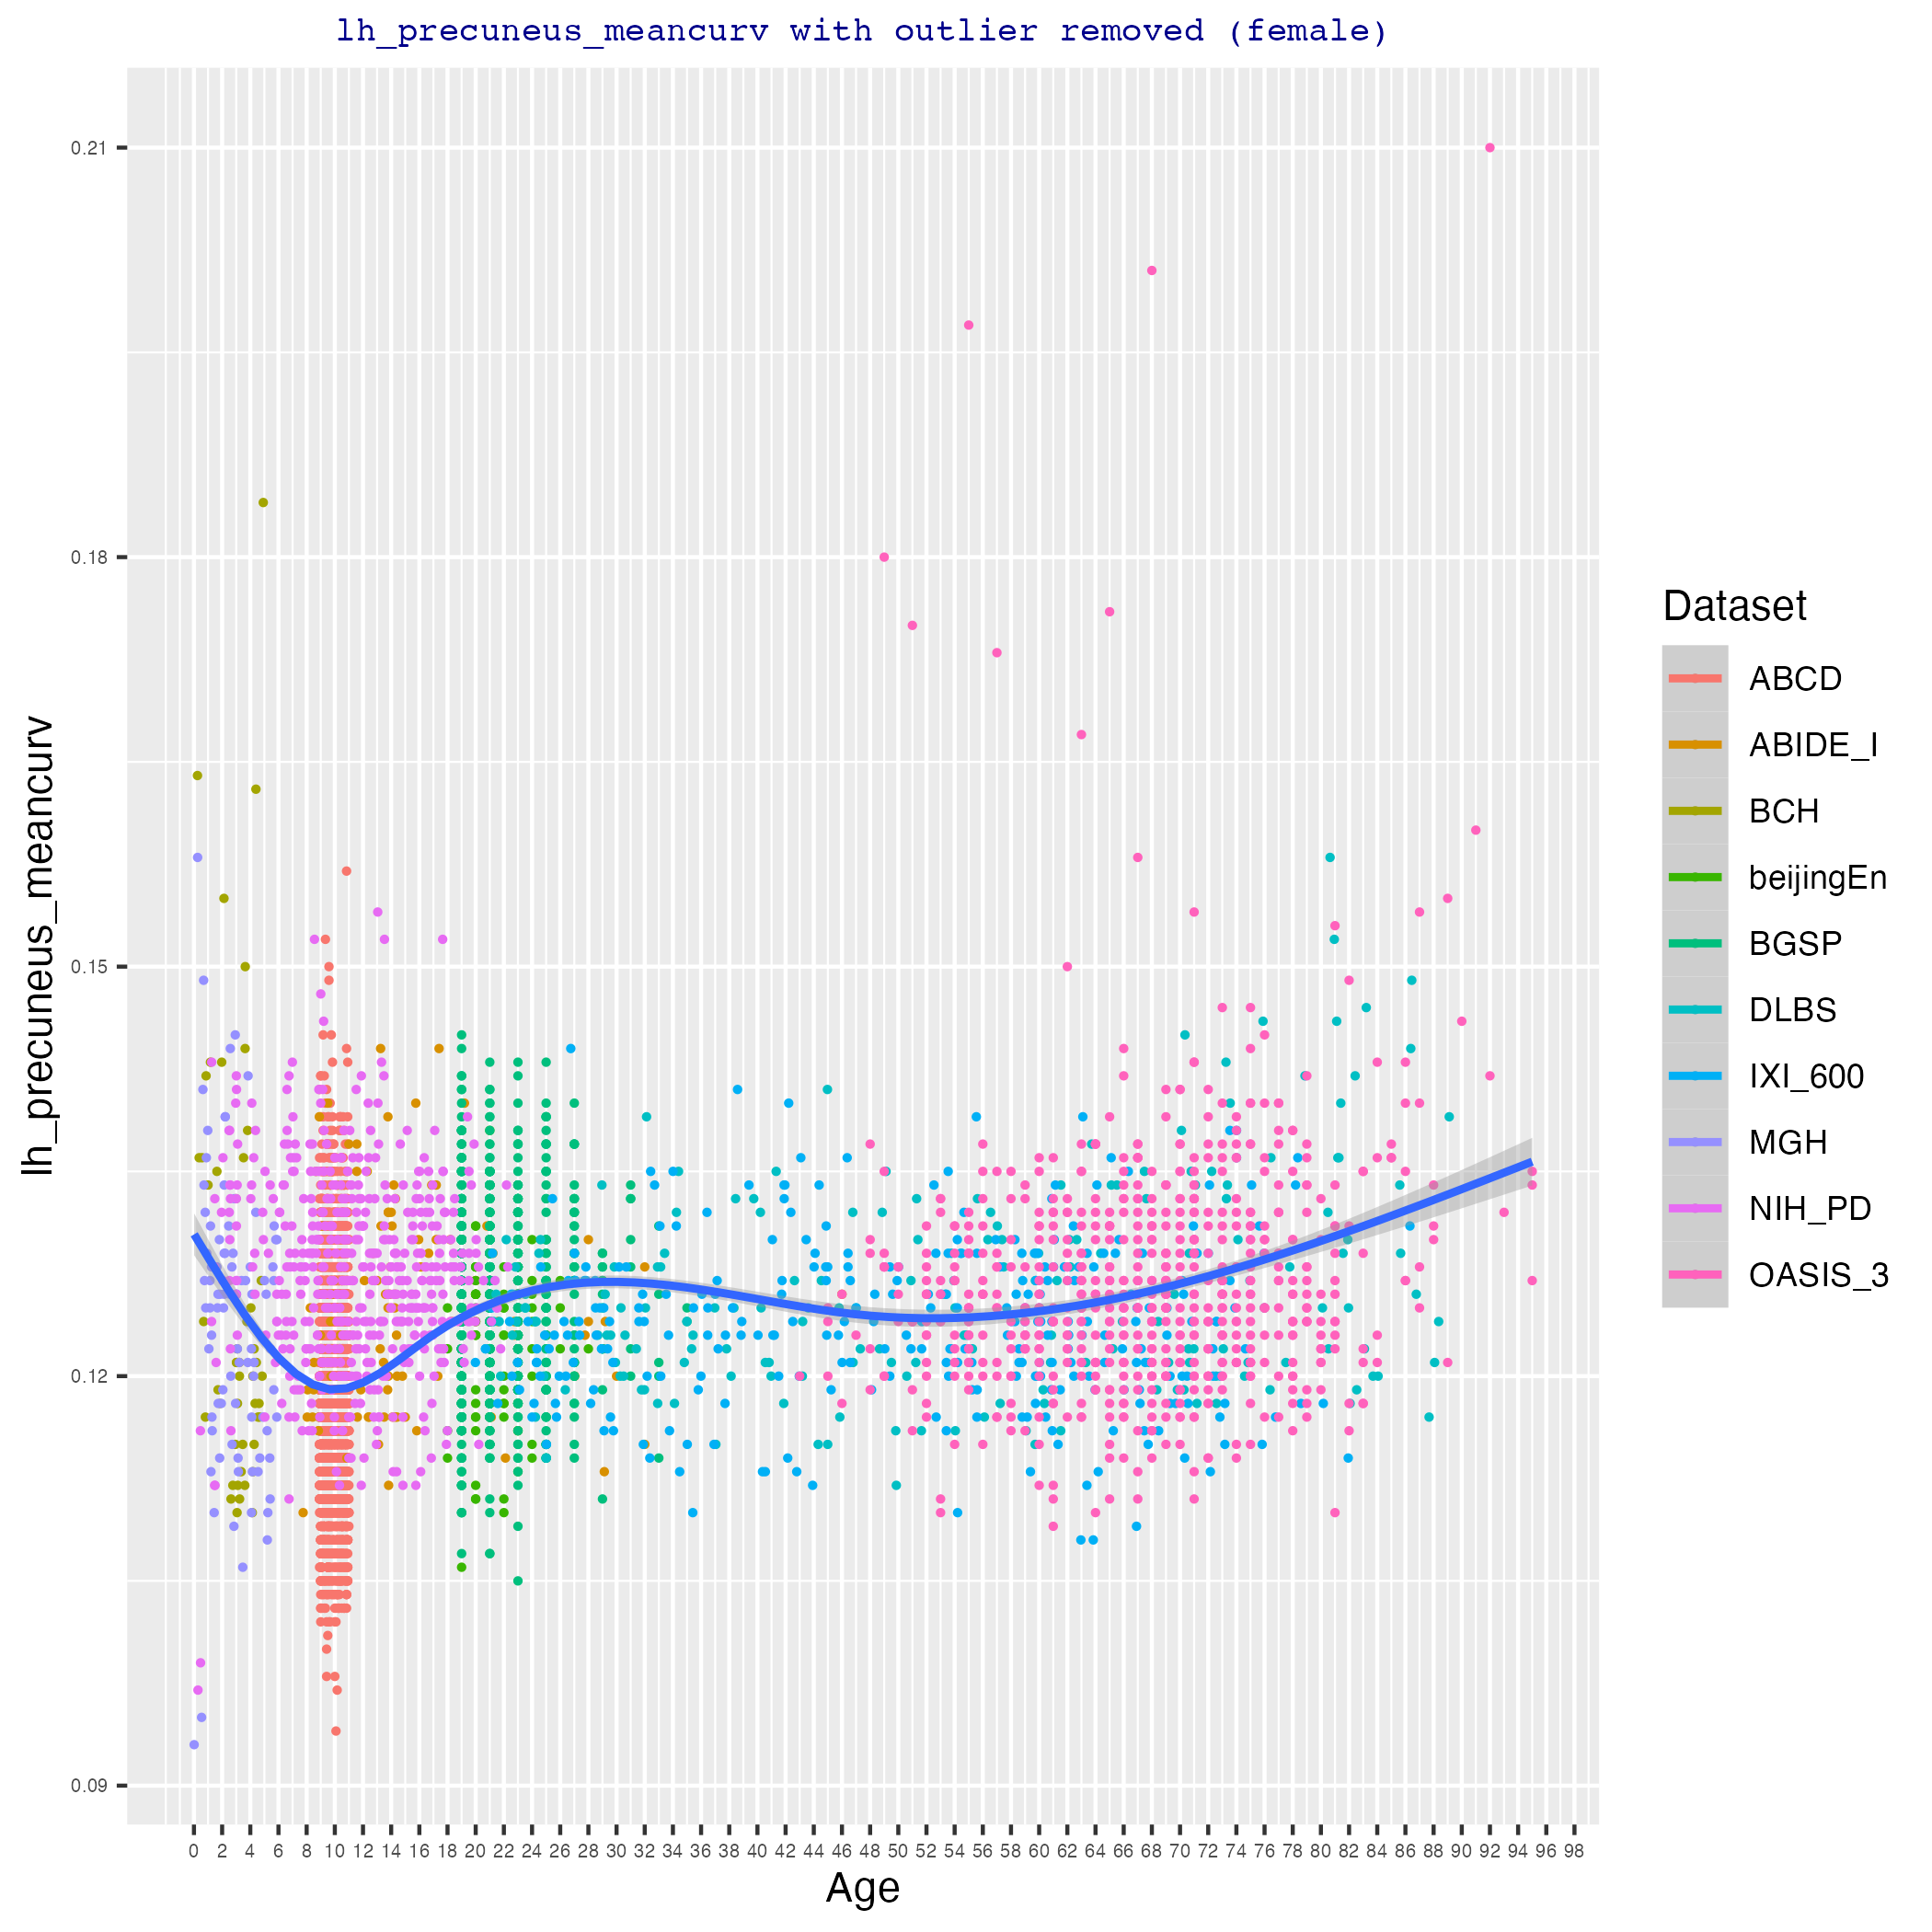 lh_precuneus_meancurv with outlier removed (female)
lh_precuneus_meancurv
0.21
0.18
0.15
0.12
0.09
0 2 4 6 8 10 12 14 16 18 20 22 24 26 28 30 32 34 36 38 40 42 44 46 48 50 52 54 56 58 60 62 64 66 68 70 72 74 76 78 80 82 84 86 88 90 92 94 96 98
Age
Dataset
ABCD
ABIDE_I
BCH
beijingEn
BGSP
DLBS
IXI_600
MGH
NIH_PD
OASIS_3